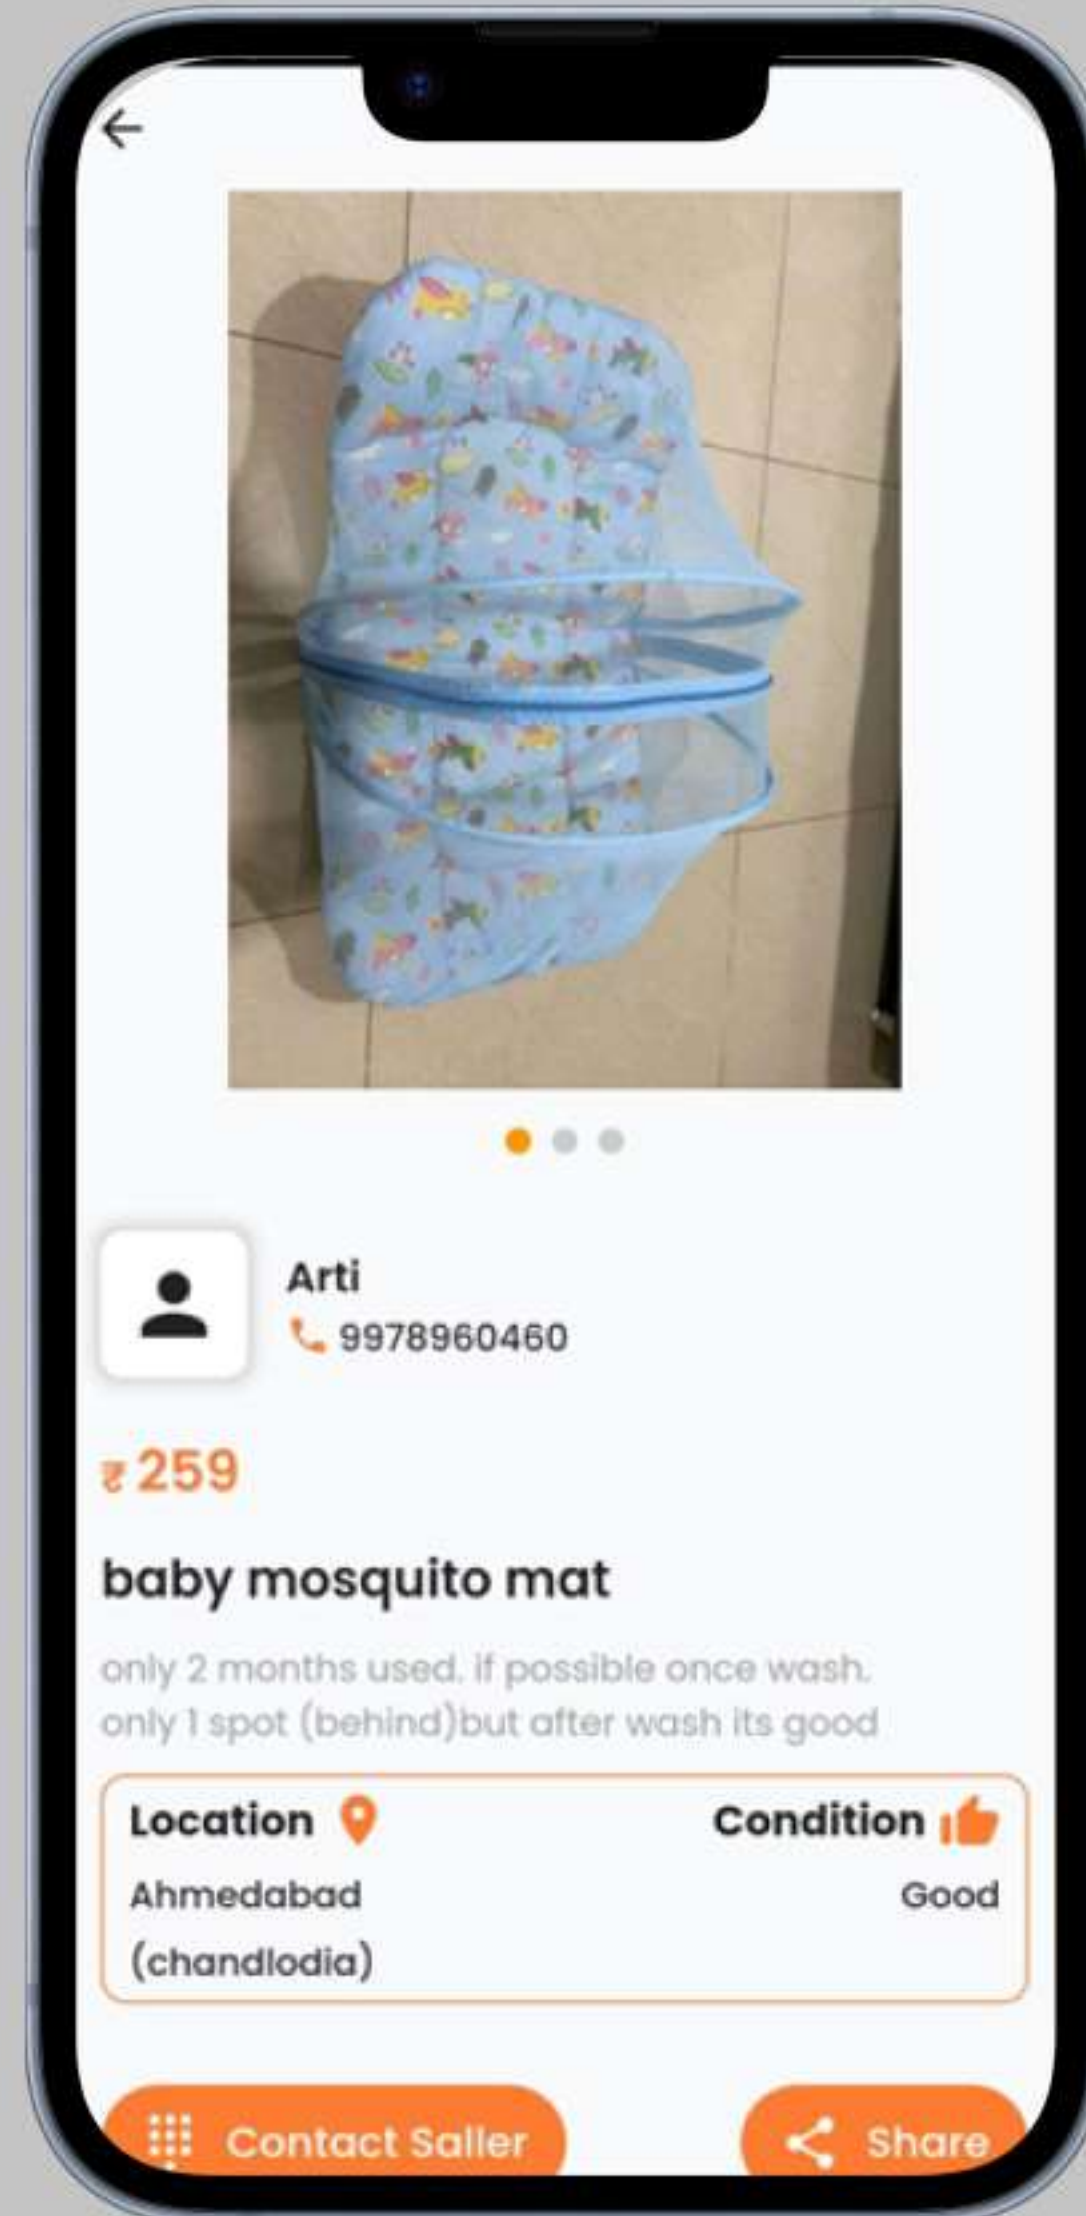 Arti
9978960460
₹ 259
baby mosquito mat
only 2 months used. if possible once wash.
only 1 spot (behind)but after wash its good
Location
Condition
Ahmedabad
(chandlodia)
Good
Contact Saller
Share